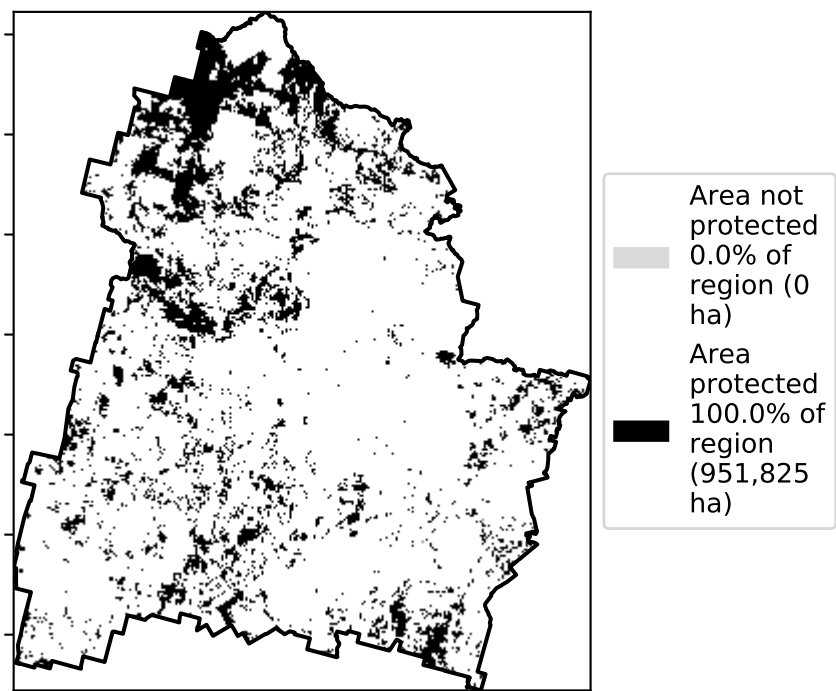 Area not
protected
0.0% of
region (0
ha)
Area
protected
100.0% of
region
(951,825
ha)